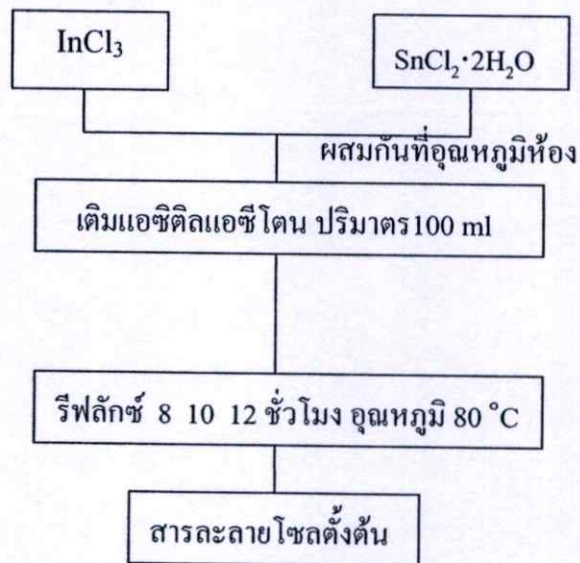 InCl₃
SnCl₂·2H₂O
ผสมกันที่อุณหภูมิห้อง
เติมแอซิติลแอซีโตน ปริมาตร100 ml
รีฟลักซ์ 8 10 12 ชั่วโมง อุณหภูมิ 80 °C
สารละลายโซลตั้งต้น